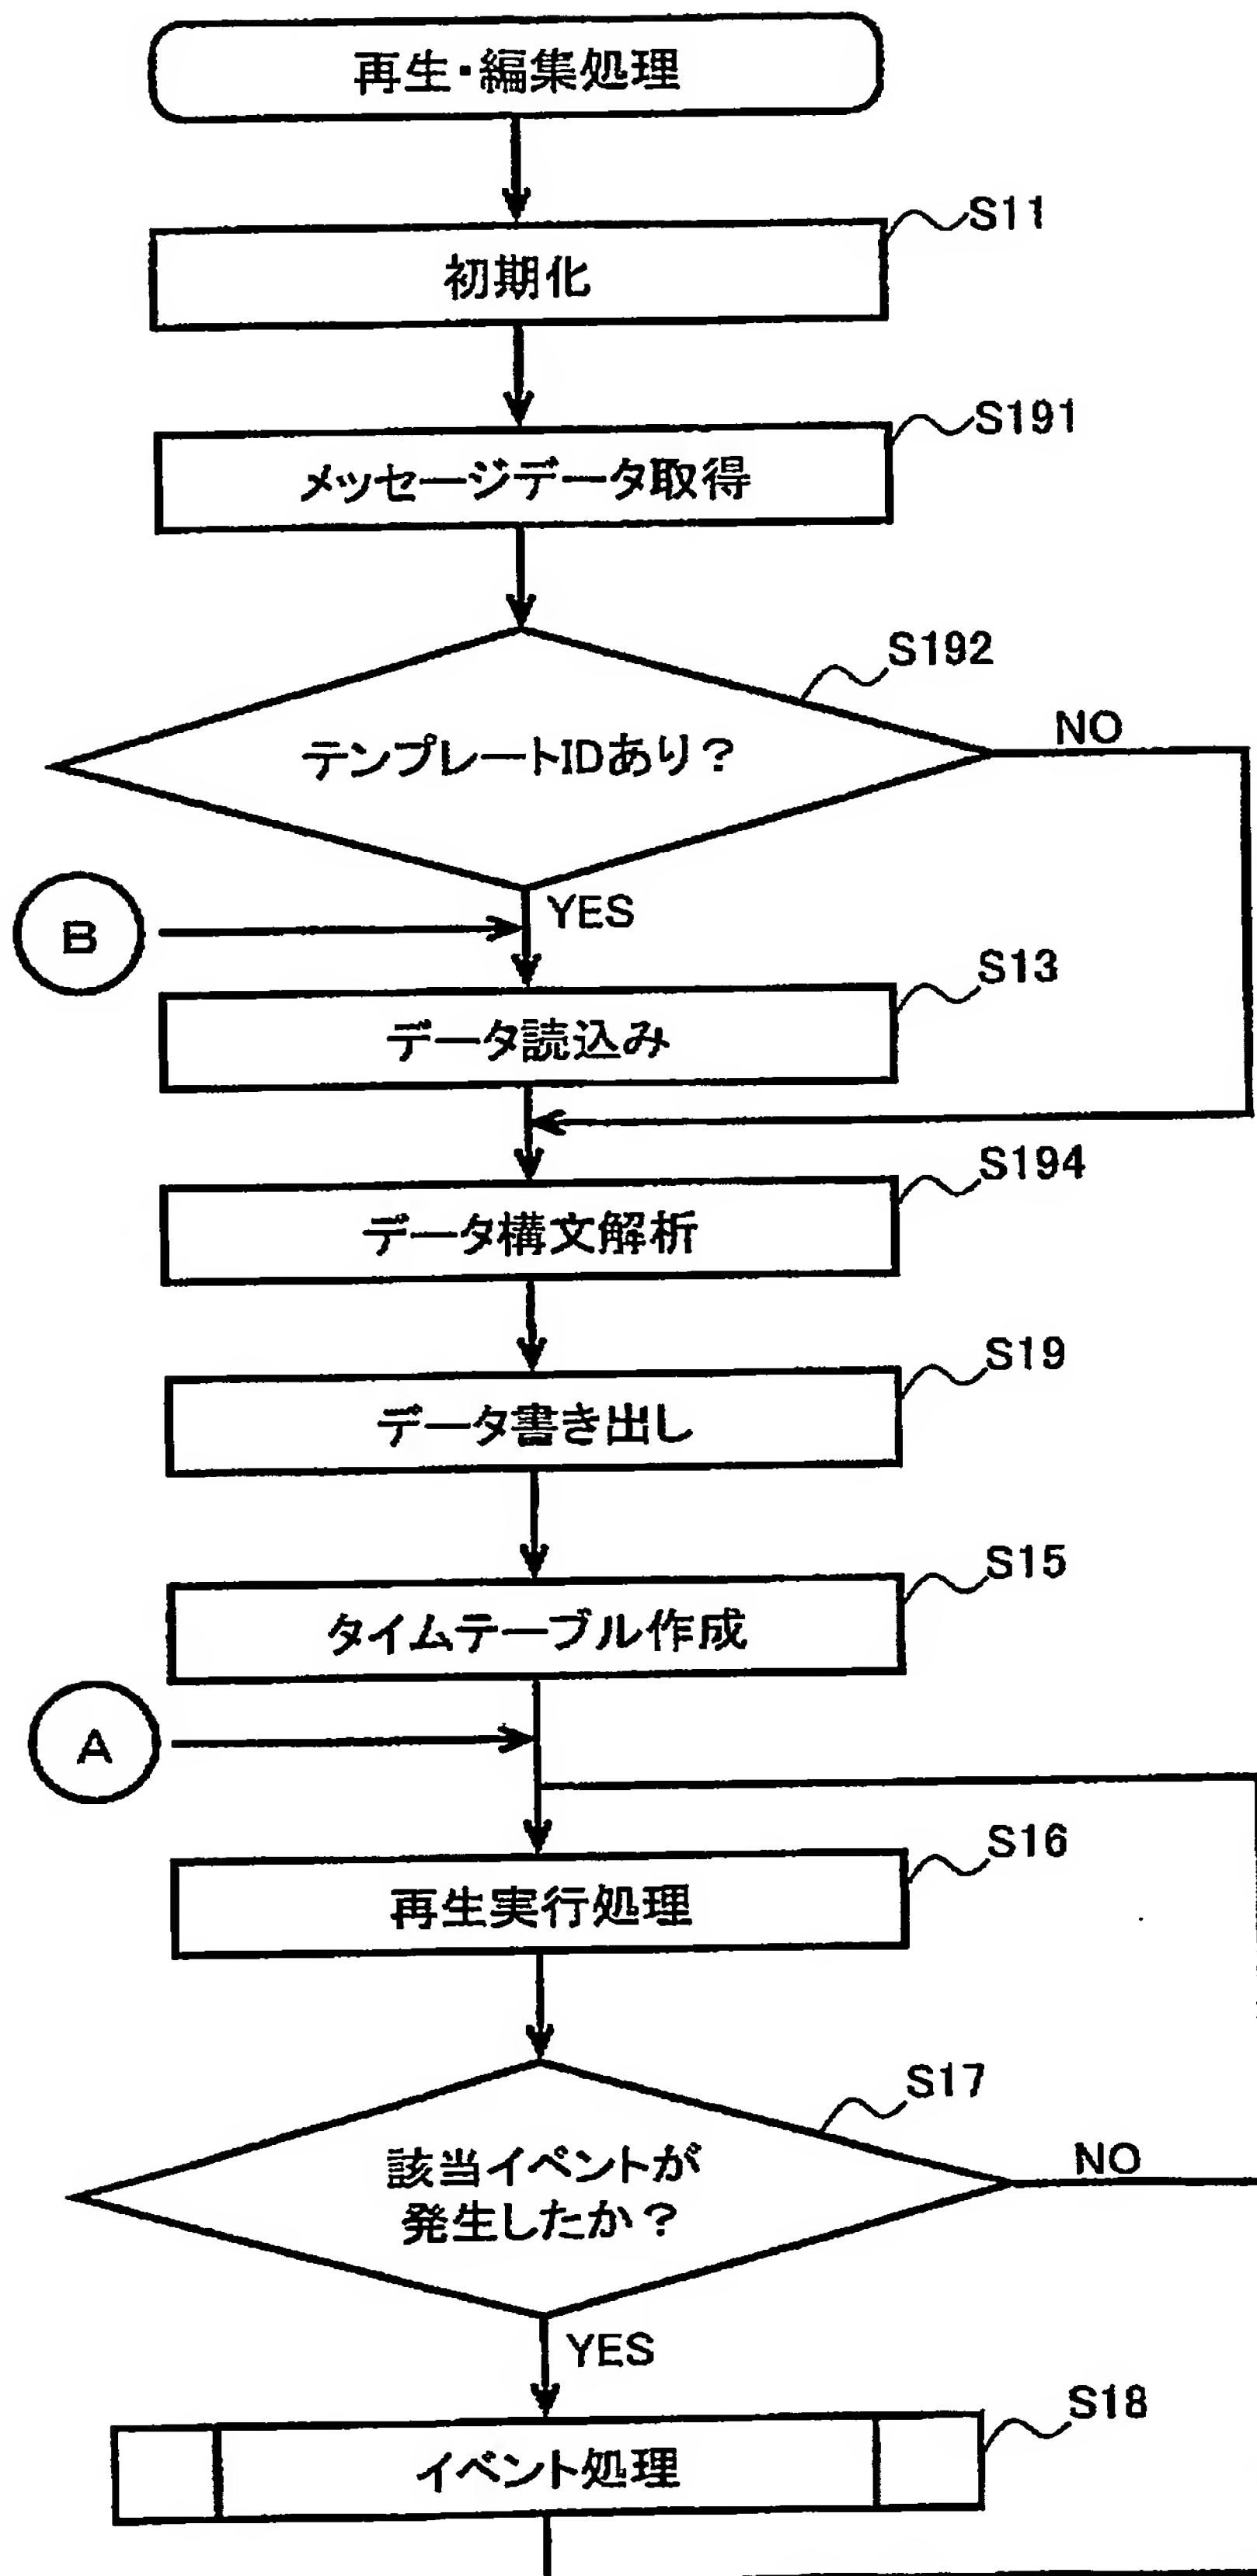 再生・編集処理
S11
初期化
S191
メッセージデータ取得
S192
テンプレートIDあり？
NO
YES
B
S13
データ読込み
S194
データ構文解析
S19
データ書き出し
S15
タイムテーブル作成
A
S16
再生実行処理
S17
該当イベントが
発生したか？
NO
YES
S18
イベント処理